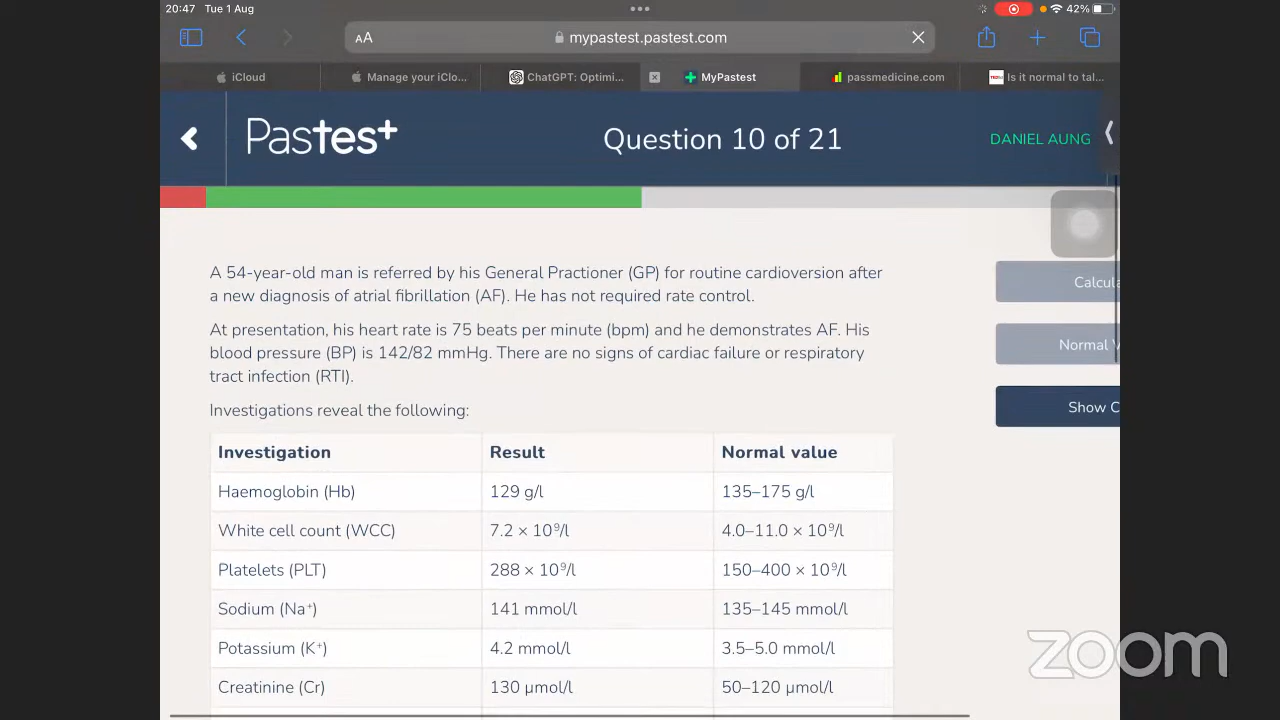 20:47 Tue 1 Aug
42%
AA mypastest.pastest.com
iCloud Manage your iClo... ChatGPT: Optimi... MyPastest passmedicine.com Is it normal to tal...
Pastest+ Question 10 of 21 DANIEL AUNG
A 54-year-old man is referred by his General Practioner (GP) for routine cardioversion after
a new diagnosis of atrial fibrillation (AF). He has not required rate control.
Calcula
At presentation, his heart rate is 75 beats per minute (bpm) and he demonstrates AF. His
blood pressure (BP) is 142/82 mmHg. There are no signs of cardiac failure or respiratory
tract infection (RTI).
Normal V
Investigations reveal the following:
Show C
Investigation Result Normal value
Haemoglobin (Hb) 129 g/l 135–175 g/l
White cell count (WCC) 7.2 × 10⁹/l 4.0–11.0 × 10⁹/l
Platelets (PLT) 288 × 10⁹/l 150–400 × 10⁹/l
Sodium (Na⁺) 141 mmol/l 135–145 mmol/l
Potassium (K⁺) 4.2 mmol/l 3.5–5.0 mmol/l
Creatinine (Cr) 130 µmol/l 50–120 µmol/l
zoom